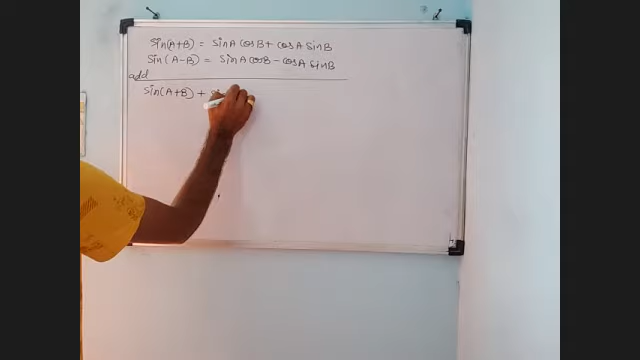 Sin(A+B) = SinA CosB + CosA SinB
Sin(A-B) = SinA CosB - CosA SinB
add
Sin(A+B) +